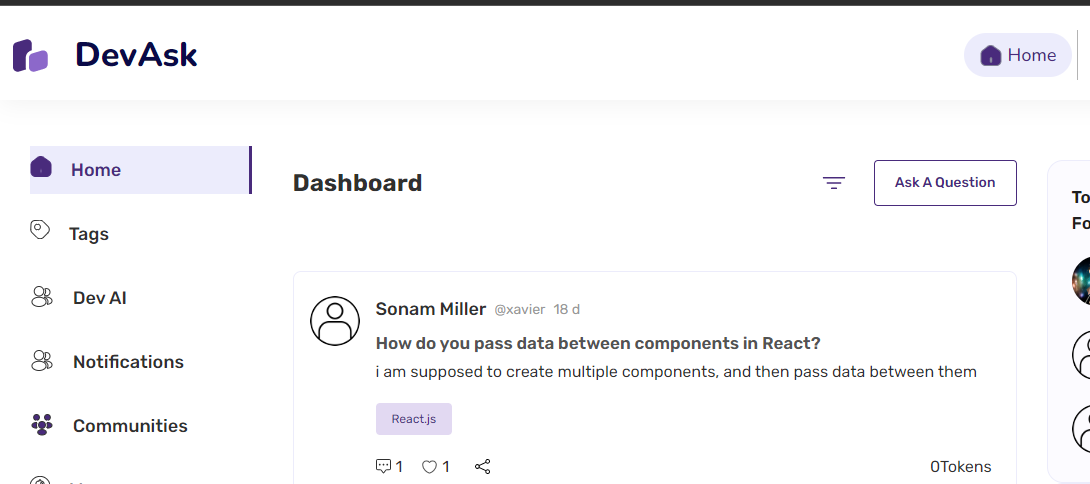 DevAsk
Home
Home
Tags
Dev AI
Notifications
Communities
Dashboard
Ask A Question
Sonam Miller @xavier 18 d
How do you pass data between components in React?
i am supposed to create multiple components, and then pass data between them
React.js
1 1
0Tokens
To
Fo